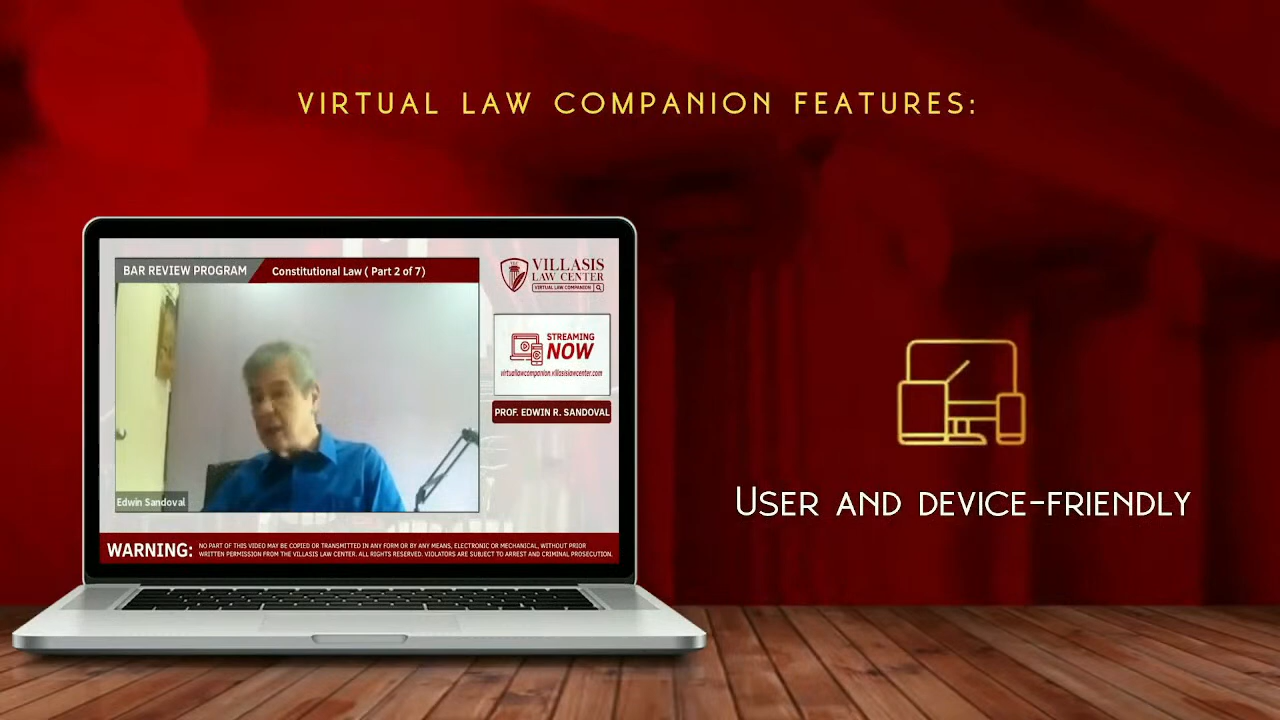 VIRTUAL LAW COMPANION FEATURES:
BAR REVIEW PROGRAM
Constitutional Law ( Part 2 of 7)
VILLASIS
LAW CENTER
VIRTUAL LAW COMPANION
STREAMING
NOW
virtuallawcompanion.villasislawcenter.com
PROF. EDWIN R. SANDOVAL
Edwin Sandoval
WARNING:
NO PART OF THIS VIDEO MAY BE COPIED OR TRANSMITTED IN ANY FORM OR BY ANY MEANS, ELECTRONIC OR MECHANICAL, WITHOUT PRIOR
WRITTEN PERMISSION FROM THE VILLASIS LAW CENTER. ALL RIGHTS RESERVED. VIOLATORS ARE SUBJECT TO ARREST AND CRIMINAL PROSECUTION.
USER AND DEVICE-FRIENDLY